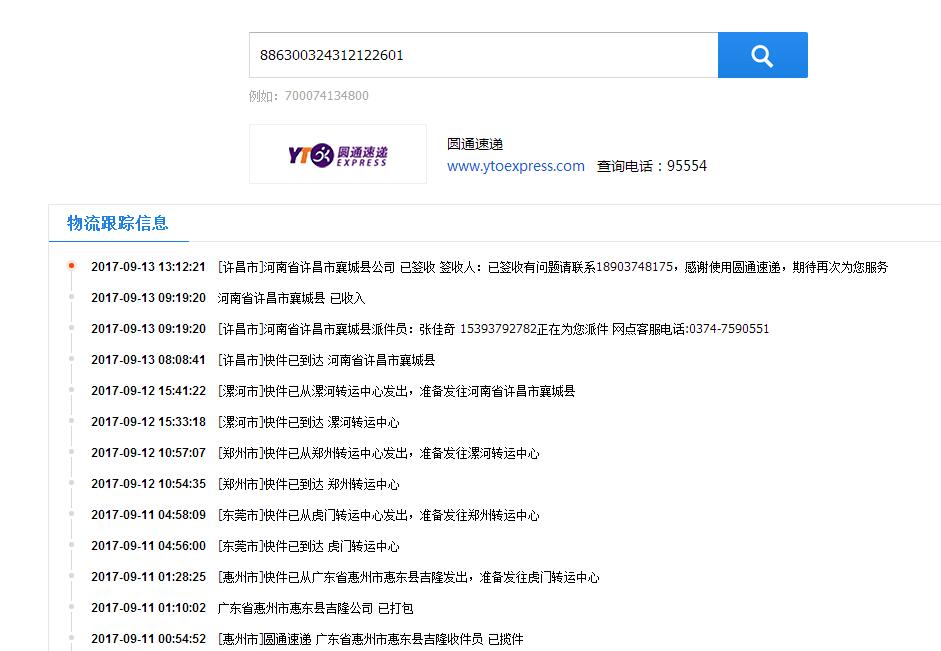 886300324312122601
例如：700074134800
YTO 圆通速递
EXPRESS
圆通速递
www.ytoexpress.com 查询电话：95554
物流跟踪信息
2017-09-13 13:12:21 [许昌市]河南省许昌市襄城县公司 已签收 签收人：已签收有问题请联系18903748175，感谢使用圆通速递，期待再次为您服务
2017-09-13 09:19:20 河南省许昌市襄城县 已收入
2017-09-13 09:19:20 [许昌市]河南省许昌市襄城县派件员：张佳奇 15393792782正在为您派件 网点客服电话:0374-7590551
2017-09-13 08:08:41 [许昌市]快件已到达 河南省许昌市襄城县
2017-09-12 15:41:22 [漯河市]快件已从漯河转运中心发出，准备发往河南省许昌市襄城县
2017-09-12 15:33:18 [漯河市]快件已到达 漯河转运中心
2017-09-12 10:57:07 [郑州市]快件已从郑州转运中心发出，准备发往漯河转运中心
2017-09-12 10:54:35 [郑州市]快件已到达 郑州转运中心
2017-09-11 04:58:09 [东莞市]快件已从虎门转运中心发出，准备发往郑州转运中心
2017-09-11 04:56:00 [东莞市]快件已到达 虎门转运中心
2017-09-11 01:28:25 [惠州市]快件已从广东省惠州市惠东县吉隆发出，准备发往虎门转运中心
2017-09-11 01:10:02 广东省惠州市惠东县吉隆公司 已打包
2017-09-11 00:54:52 [惠州市]圆通速递 广东省惠州市惠东县吉隆收件员 已揽件